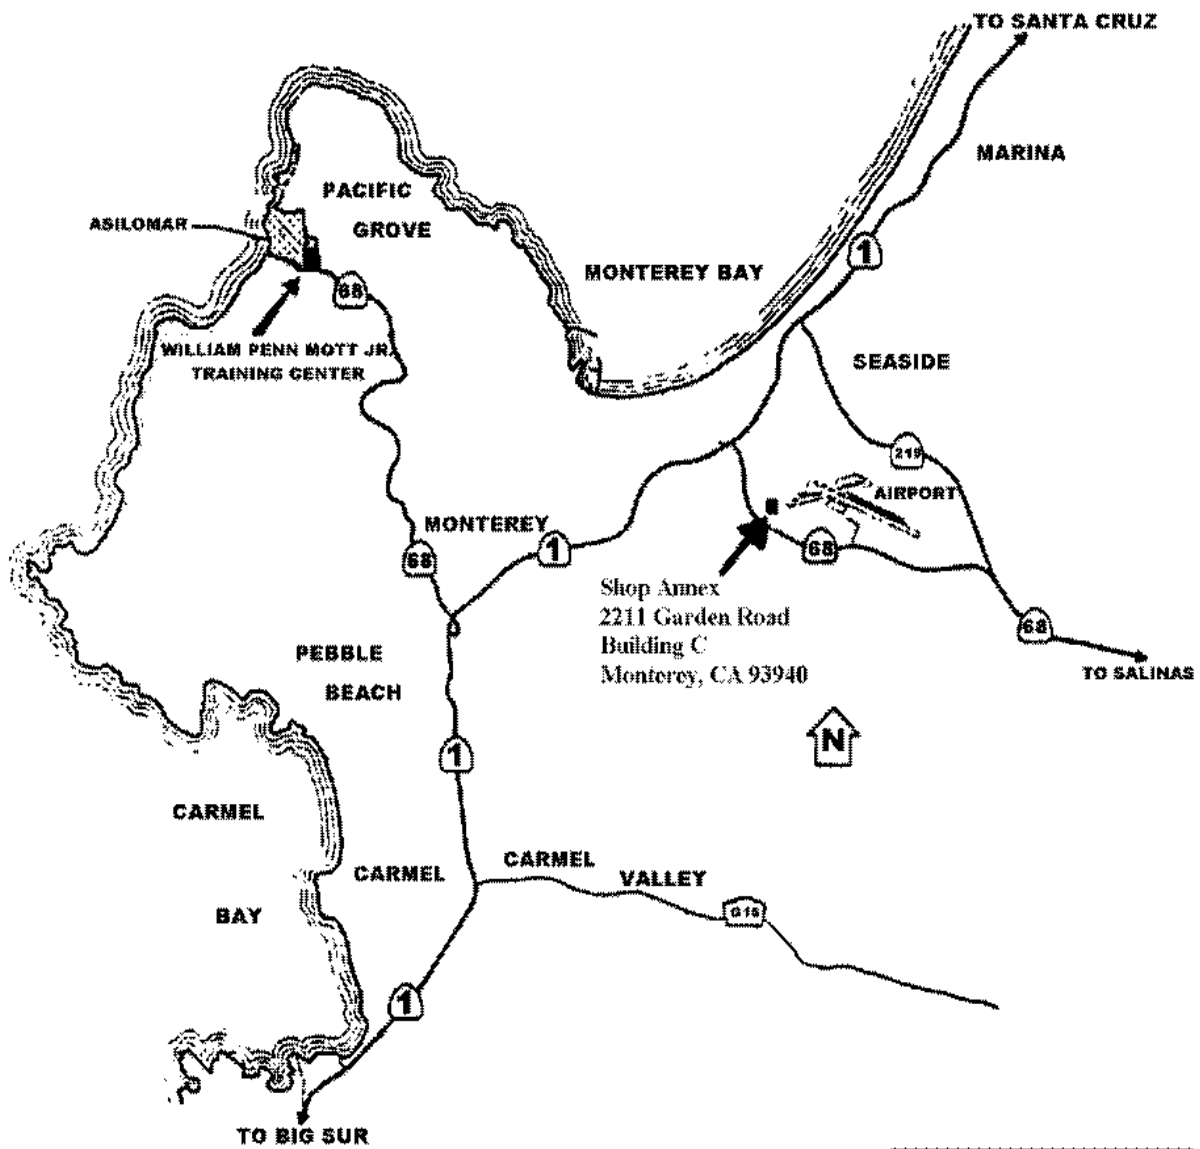 TO SANTA CRUZ
MARINA
PACIFIC
GROVE
ASILOMAR
1
MONTEREY BAY
68
WILLIAM PENN MOTT JR.
TRAINING CENTER
SEASIDE
219
AIRPORT
MONTEREY
1
68
68
Shop Annex
2211 Garden Road
Building C
Monterey, CA 93940
68
TO SALINAS
PEBBLE
BEACH
N
1
CARMEL
BAY
CARMEL
CARMEL
VALLEY
G16
1
TO BIG SUR